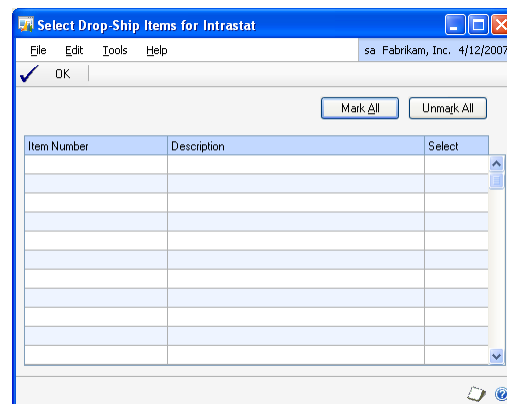 Select Drop-Ship Items for Intrastat
File Edit Tools Help sa Fabrikam, Inc. 4/12/2007
OK
Mark All Unmark All
Item Number Description Select